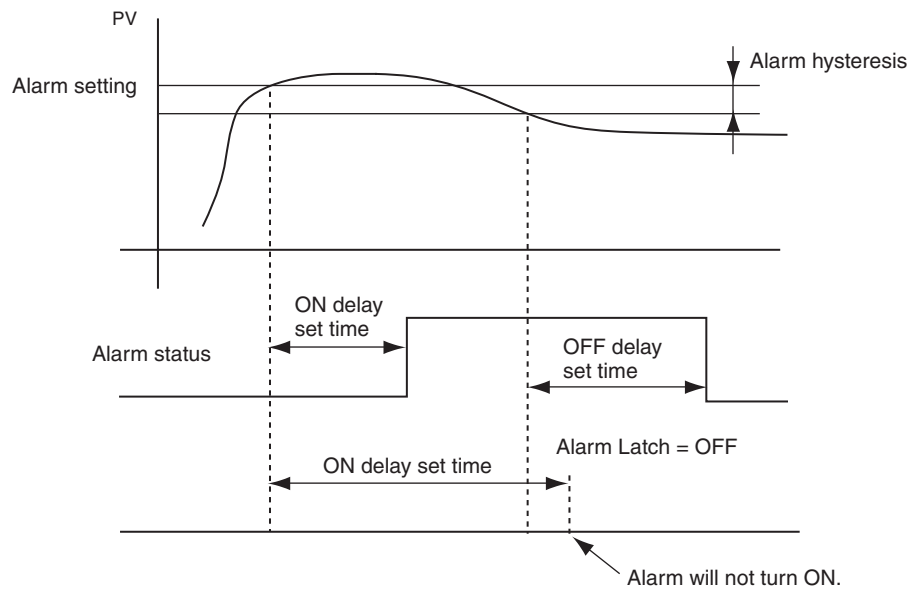 PV
Alarm hysteresis
Alarm setting
ON delay
set time
Alarm status
OFF delay
set time
Alarm Latch = OFF
ON delay set time
Alarm will not turn ON.